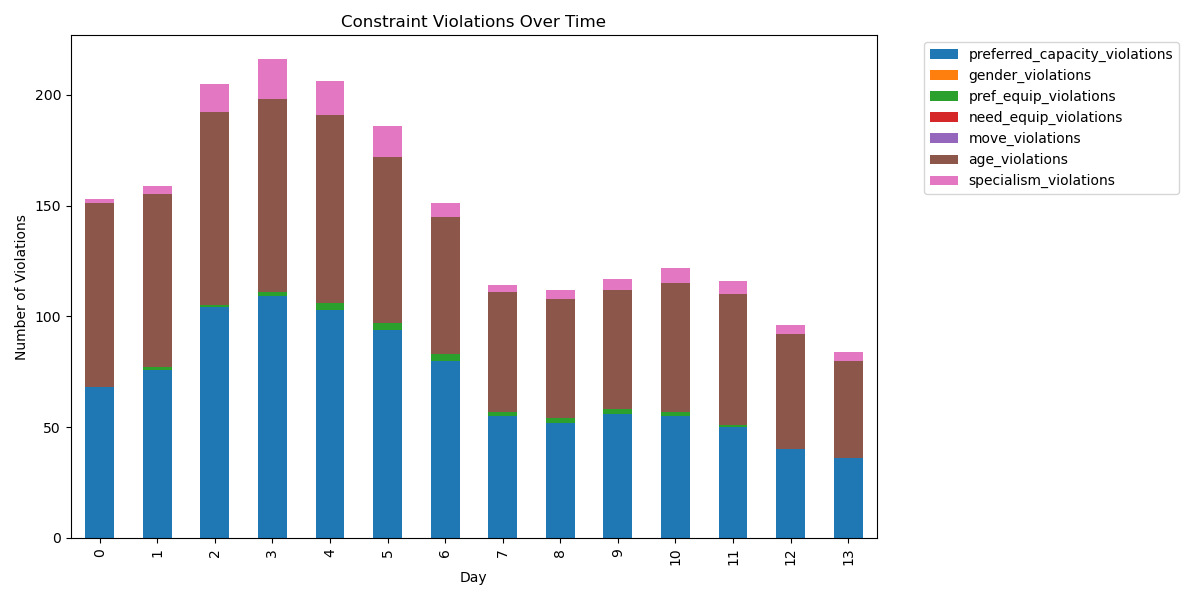 Constraint Violations Over Time
Number of Violations
200
150
100
50
0
0 1 2 3 4 5 6 7 8 9 10 11 12 13
Day
preferred_capacity_violations
gender_violations
pref_equip_violations
need_equip_violations
move_violations
age_violations
specialism_violations